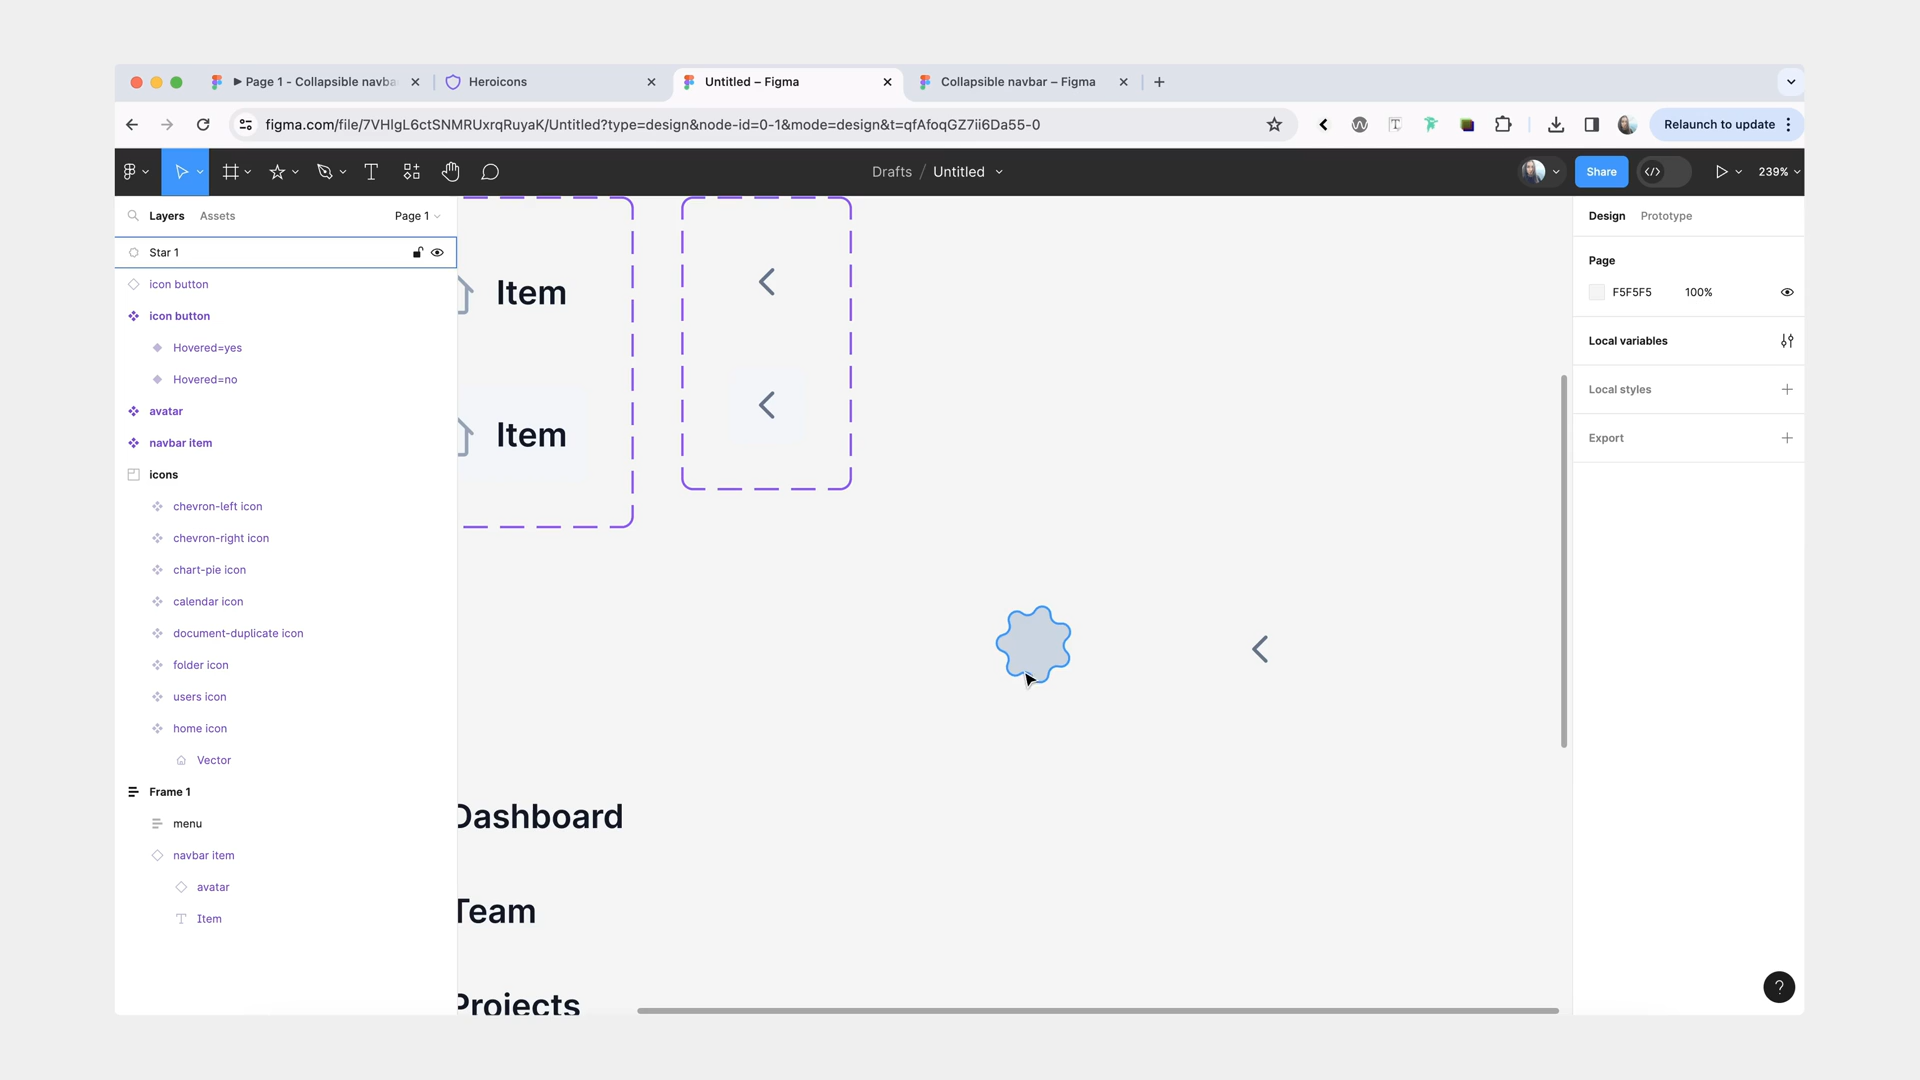 Page 1 - Collapsible navba
Heroicons
Untitled – Figma
Collapsible navbar – Figma
figma.com/file/7VHlgL6ctSNMRUxrqRuyaK/Untitled?type=design&node-id=0-1&mode=design&t=qfAfoqGZ7ii6Da55-0
Relaunch to update
Drafts / Untitled
Share
239%
Layers
Assets
Page 1
Star 1
icon button
icon button
Hovered=yes
Hovered=no
avatar
navbar item
icons
chevron-left icon
chevron-right icon
chart-pie icon
calendar icon
document-duplicate icon
folder icon
users icon
home icon
Vector
Frame 1
menu
navbar item
avatar
Item
Item
Item
Dashboard
Team
Projects
Design
Prototype
Page
F5F5F5 100%
Local variables
Local styles
Export
?